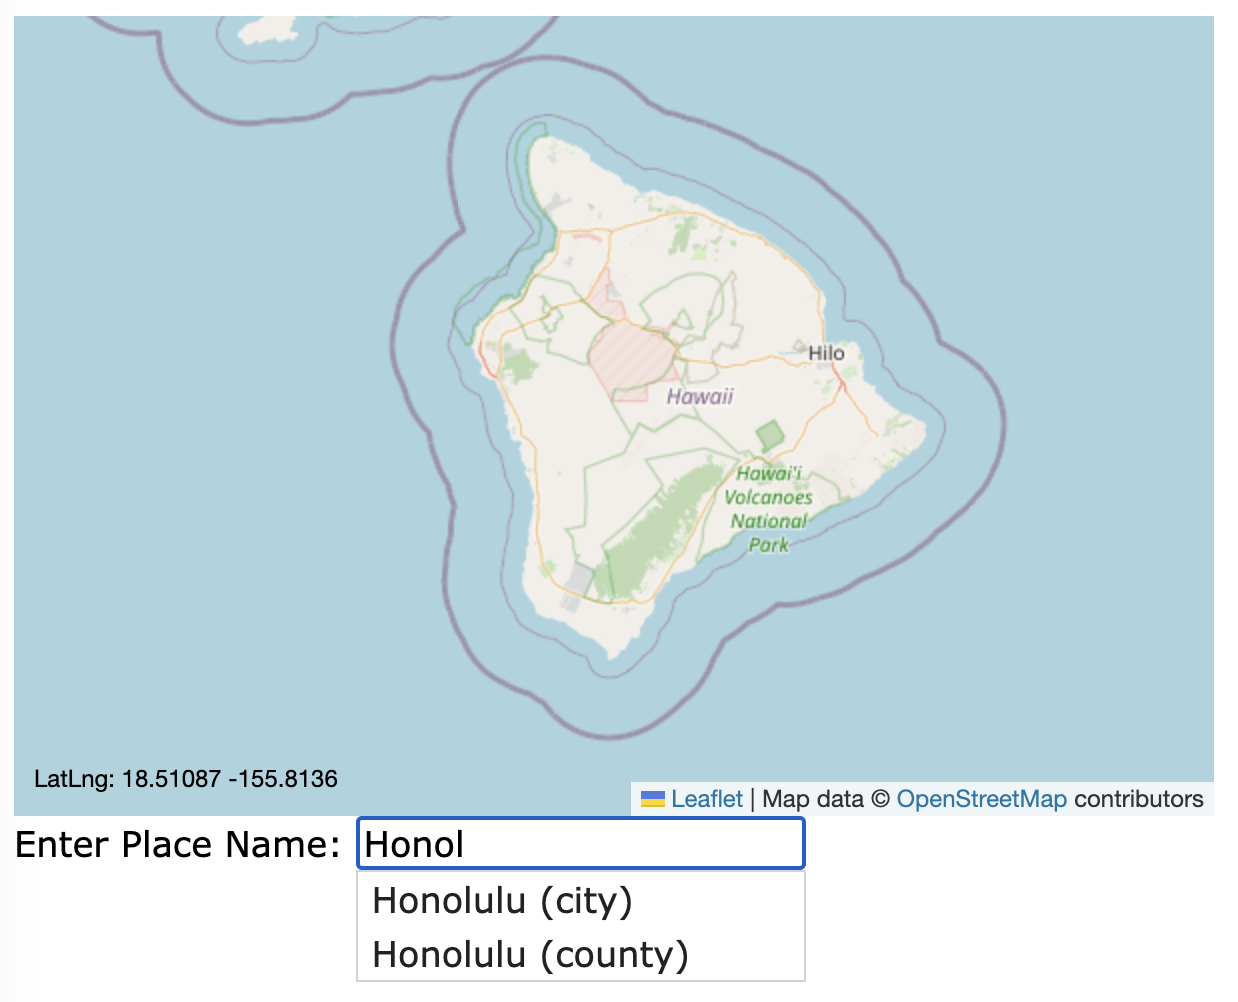 Hilo
Hawaii
Hawai'i
Volcanoes
National
Park
LatLng: 18.51087 -155.8136
Leaflet | Map data © OpenStreetMap contributors
Enter Place Name: Honol
Honolulu (city)
Honolulu (county)